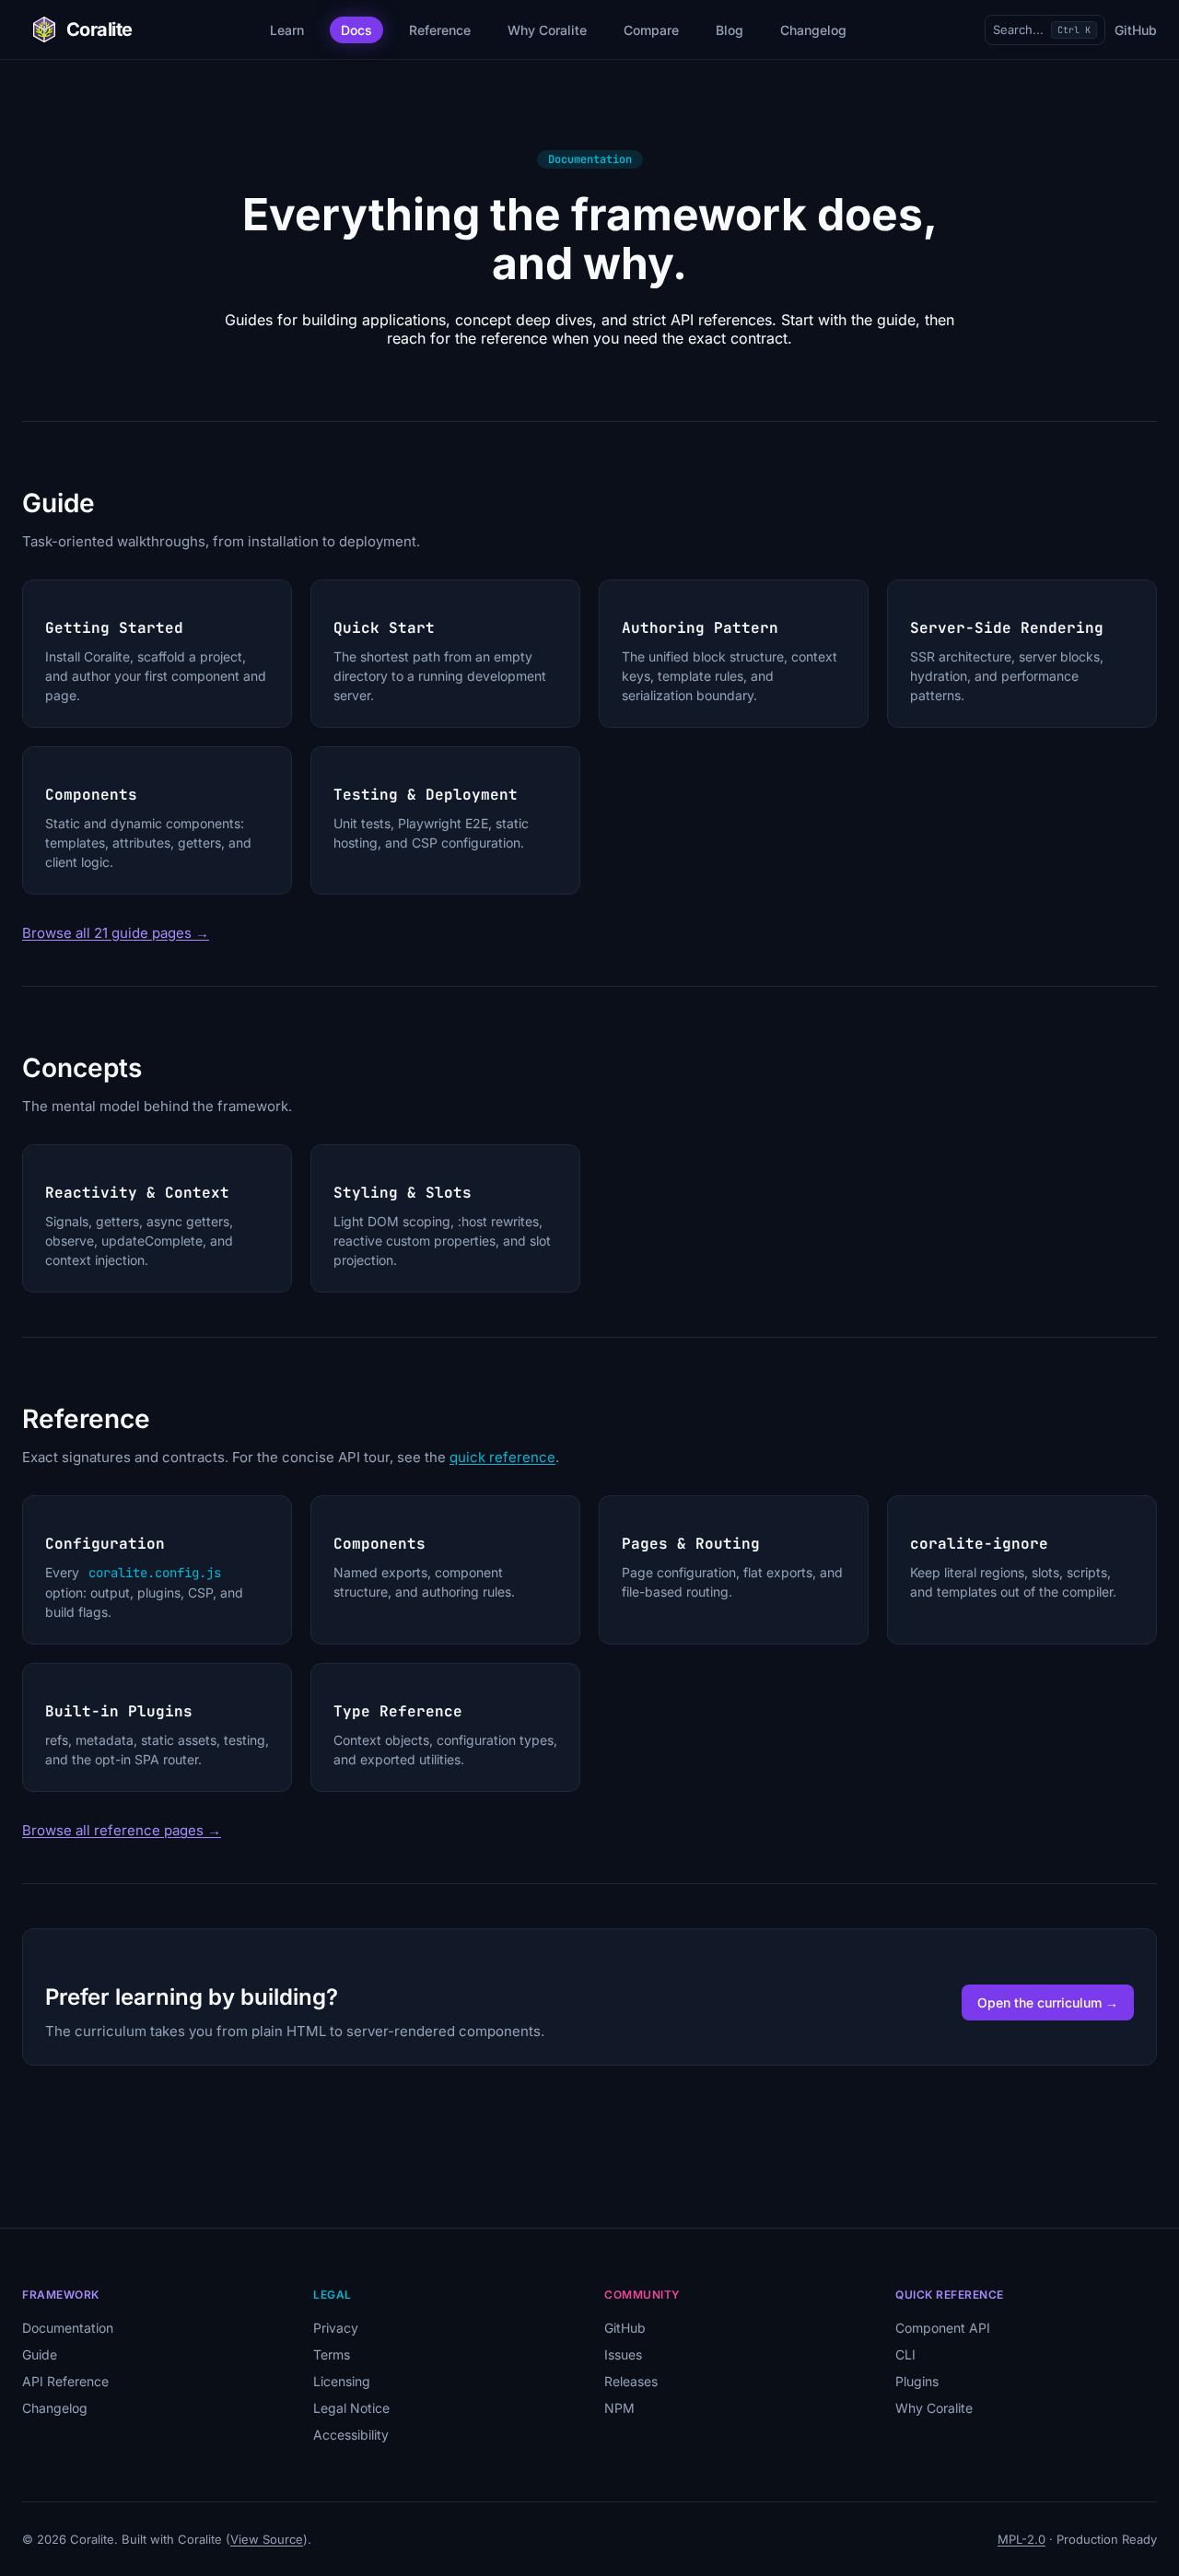 Coralite
Learn
Docs
Reference
Why Coralite
Compare
Blog
Changelog
Search...
Ctrl K
GitHub
Documentation
Everything the framework does,
and why.
Guides for building applications, concept deep dives, and strict API references. Start with the guide, then
reach for the reference when you need the exact contract.
Guide
Task-oriented walkthroughs, from installation to deployment.
Getting Started
Install Coralite, scaffold a project,
and author your first component and
page.
Quick Start
The shortest path from an empty
directory to a running development
server.
Authoring Pattern
The unified block structure, context
keys, template rules, and
serialization boundary.
Server-Side Rendering
SSR architecture, server blocks,
hydration, and performance
patterns.
Components
Static and dynamic components:
templates, attributes, getters, and
client logic.
Testing & Deployment
Unit tests, Playwright E2E, static
hosting, and CSP configuration.
Browse all 21 guide pages →
Concepts
The mental model behind the framework.
Reactivity & Context
Signals, getters, async getters,
observe, updateComplete, and
context injection.
Styling & Slots
Light DOM scoping, :host rewrites,
reactive custom properties, and slot
projection.
Reference
Exact signatures and contracts. For the concise API tour, see the quick reference.
Configuration
Every coralite.config.js
option: output, plugins, CSP, and
build flags.
Components
Named exports, component
structure, and authoring rules.
Pages & Routing
Page configuration, flat exports, and
file-based routing.
coralite-ignore
Keep literal regions, slots, scripts,
and templates out of the compiler.
Built-in Plugins
refs, metadata, static assets, testing,
and the opt-in SPA router.
Type Reference
Context objects, configuration types,
and exported utilities.
Browse all reference pages →
Prefer learning by building?
The curriculum takes you from plain HTML to server-rendered components.
Open the curriculum →
FRAMEWORK
Documentation
Guide
API Reference
Changelog
LEGAL
Privacy
Terms
Licensing
Legal Notice
Accessibility
COMMUNITY
GitHub
Issues
Releases
NPM
QUICK REFERENCE
Component API
CLI
Plugins
Why Coralite
© 2026 Coralite. Built with Coralite (View Source).
MPL-2.0 · Production Ready